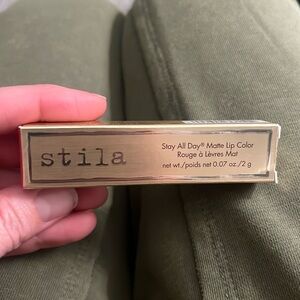 stila
Stay All Day® Matte Lip Color
Rouge à Lèvres Mat
net wt./poids net 0.07 oz./2 g